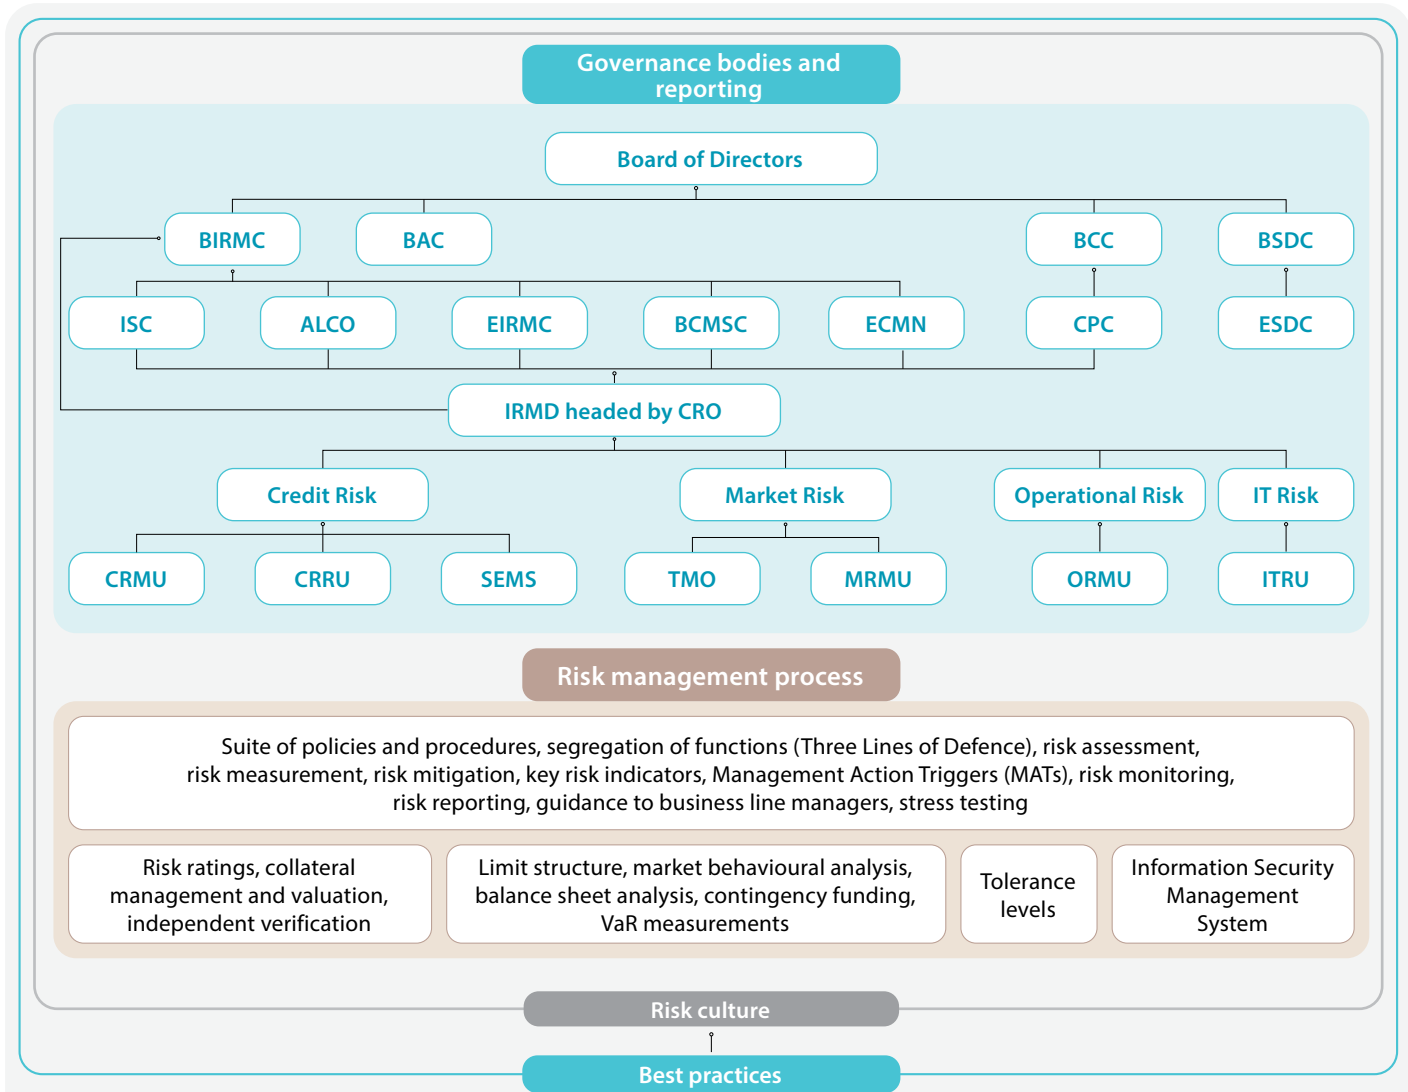 Governance bodies and
reporting
Board of Directors
BIRMC
BAC
BCC
BSDC
ISC
ALCO
EIRMC
BCMSC
ECMN
CPC
ESDC
IRMD headed by CRO
Credit Risk
Market Risk
Operational Risk
IT Risk
CRMU
CRRU
SEMS
TMO
MRMU
ORMU
ITRU
Risk management process
Suite of policies and procedures, segregation of functions (Three Lines of Defence), risk assessment,
risk measurement, risk mitigation, key risk indicators, Management Action Triggers (MATs), risk monitoring,
risk reporting, guidance to business line managers, stress testing
Risk ratings, collateral
management and valuation,
independent verification
Limit structure, market behavioural analysis,
balance sheet analysis, contingency funding,
VaR measurements
Tolerance
levels
Information Security
Management
System
Risk culture
Best practices